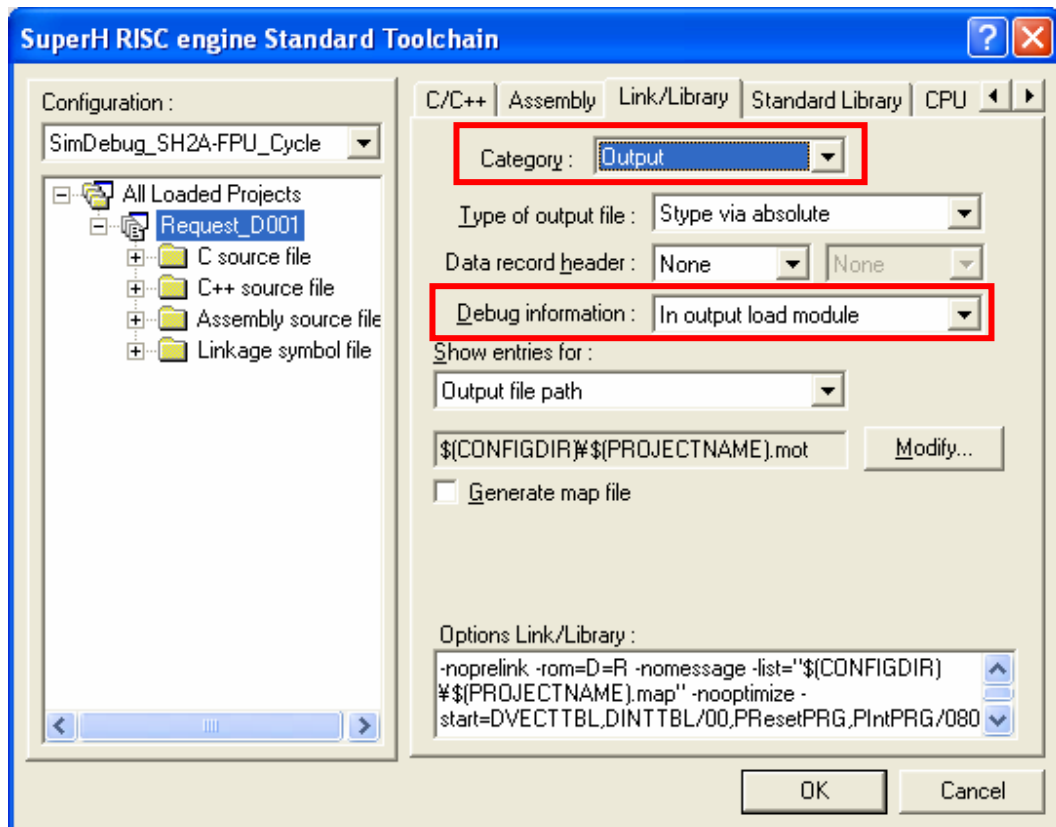 SuperH RISC engine Standard Toolchain
Configuration :
SimDebug_SH2A-FPU_Cycle
All Loaded Projects
Request_D001
C source file
C++ source file
Assembly source file
Linkage symbol file
C/C++ Assembly Link/Library Standard Library CPU
Category : Output
Type of output file : Stype via absolute
Data record header : None None
Debug information : In output load module
Show entries for :
Output file path
$(CONFIGDIR)¥$(PROJECTNAME).mot Modify...
Generate map file
Options Link/Library :
-noprelink -rom=D=R -nomessage -list="$(CONFIGDIR)
¥$(PROJECTNAME).map" -nooptimize -
start=DVECTTBL,DINTTBL/00,PResetPRG,PIntPRG/080
OK Cancel